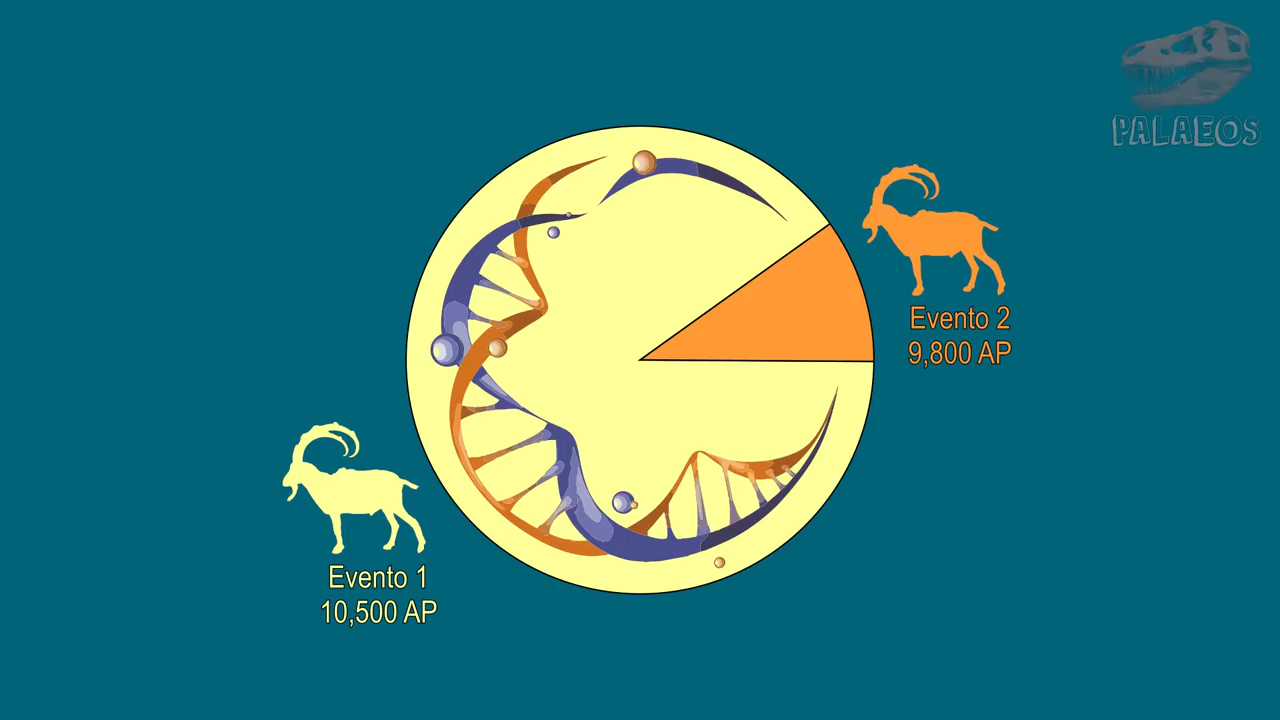 PALAEOS
Evento 2
9,800 AP
Evento 1
10,500 AP